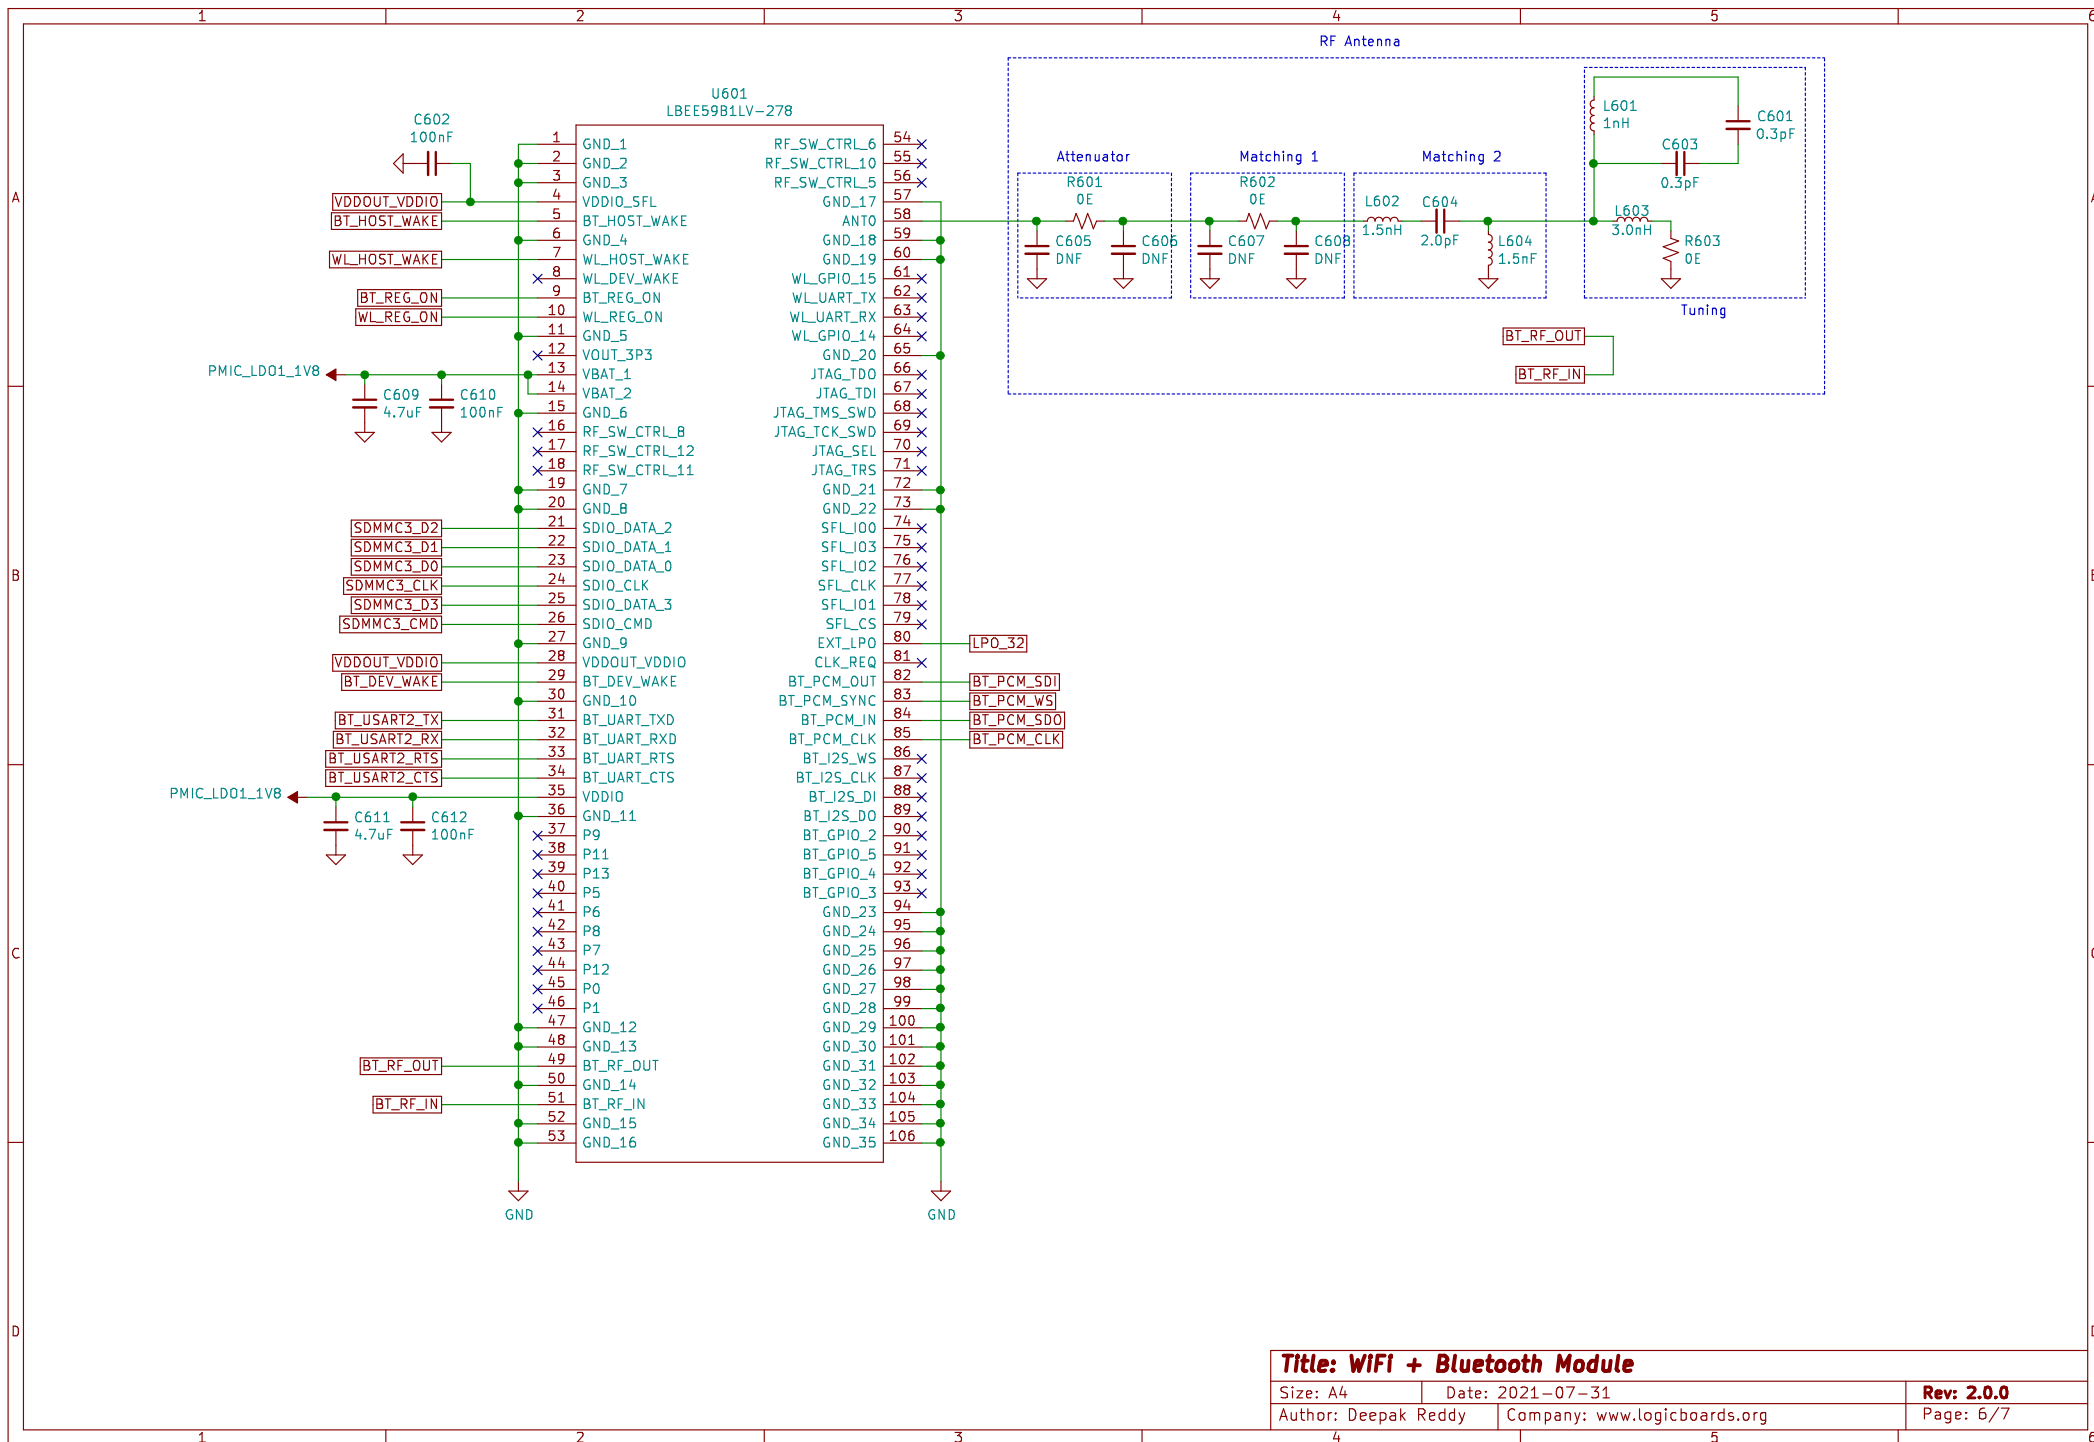 1 2 3 4 5 6
RF Antenna
U601
LBEE59B1LV-278
C602
100nF
VDDOUT_VDDIO
BT_HOST_WAKE
WL_HOST_WAKE
BT_REG_ON
WL_REG_ON
PMIC_LDO1_1V8
C609
4.7uF
C610
100nF
SDMMC3_D2
SDMMC3_D1
SDMMC3_D0
SDMMC3_CLK
SDMMC3_D3
SDMMC3_CMD
VDDOUT_VDDIO
BT_DEV_WAKE
BT_USART2_TX
BT_USART2_RX
BT_USART2_RTS
BT_USART2_CTS
PMIC_LDO1_1V8
C611
4.7uF
C612
100nF
BT_RF_OUT
BT_RF_IN
1 GND_1
2 GND_2
3 GND_3
4 VDDIO_SFL
5 BT_HOST_WAKE
6 GND_4
7 WL_HOST_WAKE
8 WL_DEV_WAKE
9 BT_REG_ON
10 WL_REG_ON
11 GND_5
12 VOUT_3P3
13 VBAT_1
14 VBAT_2
15 GND_6
16 RF_SW_CTRL_8
17 RF_SW_CTRL_12
18 RF_SW_CTRL_11
19 GND_7
20 GND_8
21 SDIO_DATA_2
22 SDIO_DATA_1
23 SDIO_DATA_0
24 SDIO_CLK
25 SDIO_DATA_3
26 SDIO_CMD
27 GND_9
28 VDDOUT_VDDIO
29 BT_DEV_WAKE
30 GND_10
31 BT_UART_TXD
32 BT_UART_RXD
33 BT_UART_RTS
34 BT_UART_CTS
35 VDDIO
36 GND_11
37 P9
38 P11
39 P13
40 P5
41 P6
42 P8
43 P7
44 P12
45 P0
46 P1
47 GND_12
48 GND_13
49 BT_RF_OUT
50 GND_14
51 BT_RF_IN
52 GND_15
53 GND_16
RF_SW_CTRL_6 54
RF_SW_CTRL_10 55
RF_SW_CTRL_5 56
GND_17 57
ANT0 58
GND_18 59
GND_19 60
WL_GPIO_15 61
WL_UART_TX 62
WL_UART_RX 63
WL_GPIO_14 64
GND_20 65
JTAG_TDO 66
JTAG_TDI 67
JTAG_TMS_SWD 68
JTAG_TCK_SWD 69
JTAG_SEL 70
JTAG_TRS 71
GND_21 72
GND_22 73
SFL_IO0 74
SFL_IO3 75
SFL_IO2 76
SFL_CLK 77
SFL_IO1 78
SFL_CS 79
EXT_LPO 80
CLK_REQ 81
BT_PCM_OUT 82
BT_PCM_SYNC 83
BT_PCM_IN 84
BT_PCM_CLK 85
BT_I2S_WS 86
BT_I2S_CLK 87
BT_I2S_DI 88
BT_I2S_DO 89
BT_GPIO_2 90
BT_GPIO_5 91
BT_GPIO_4 92
BT_GPIO_3 93
GND_23 94
GND_24 95
GND_25 96
GND_26 97
GND_27 98
GND_28 99
GND_29 100
GND_30 101
GND_31 102
GND_32 103
GND_33 104
GND_34 105
GND_35 106
GND
GND
LPO_32
BT_PCM_SDI
BT_PCM_WS
BT_PCM_SDO
BT_PCM_CLK
Attenuator
R601
0E
C605
DNF
C606
DNF
Matching 1
R602
0E
C607
DNF
C608
DNF
Matching 2
L602
1.5nH
C604
2.0pF
L604
1.5nF
L601
1nH
C601
0.3pF
C603
0.3pF
L603
3.0nH
R603
0E
Tuning
BT_RF_OUT
BT_RF_IN
A
B
C
D
Title: WiFi + Bluetooth Module
Size: A4 Date: 2021-07-31 Rev: 2.0.0
Author: Deepak Reddy Company: www.logicboards.org Page: 6/7
1 2 3 4 5 6